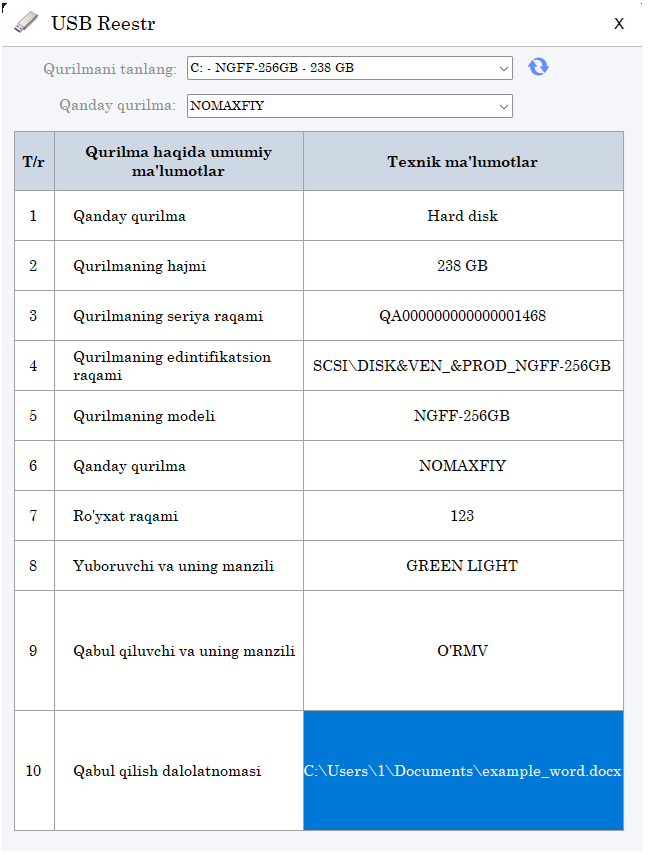 USB Reestr
X
Qurilmani tanlang:
C: - NGFF-256GB - 238 GB
Qanday qurilma:
NOMAXFIY
T/r
Qurilma haqida umumiy
ma'lumotlar
Texnik ma'lumotlar
1
Qanday qurilma
Hard disk
2
Qurilmaning hajmi
238 GB
3
Qurilmaning seriya raqami
QA000000000000001468
4
Qurilmaning edintifikatsion
raqami
SCSI\DISK&VEN_&PROD_NGFF-256GB
5
Qurilmaning modeli
NGFF-256GB
6
Qanday qurilma
NOMAXFIY
7
Ro'yxat raqami
123
8
Yuboruvchi va uning manzili
GREEN LIGHT
9
Qabul qiluvchi va uning manzili
O'RMV
10
Qabul qilish dalolatnomasi
C:\Users\1\Documents\example_word.docx